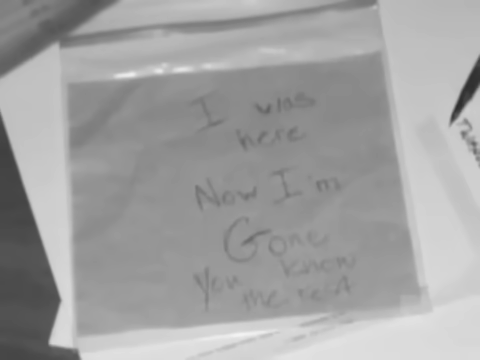 I was
here
Now I'm
Gone
You know
the rest